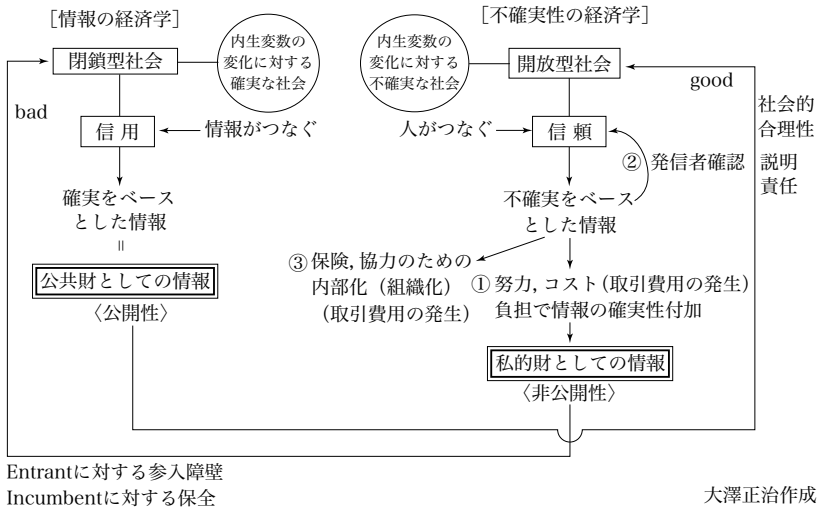 ［情報の経済学］
閉鎖型社会
内生変数の
変化に対する
確実な社会
bad
信 用
情報がつなぐ
確実をベース
とした情報
＝
公共財としての情報
〈公開性〉
［不確実性の経済学］
内生変数の
変化に対する
不確実な社会
開放型社会
good
社会的
合理性
説明
責任
人がつなぐ
信 頼
② 発信者確認
不確実をベース
とした情報
③ 保険, 協力のための
内部化（組織化）
（取引費用の発生）
① 努力, コスト（取引費用の発生）
負担で情報の確実性付加
私的財としての情報
〈非公開性〉
Entrantに対する参入障壁
Incumbentに対する保全
大澤正治作成